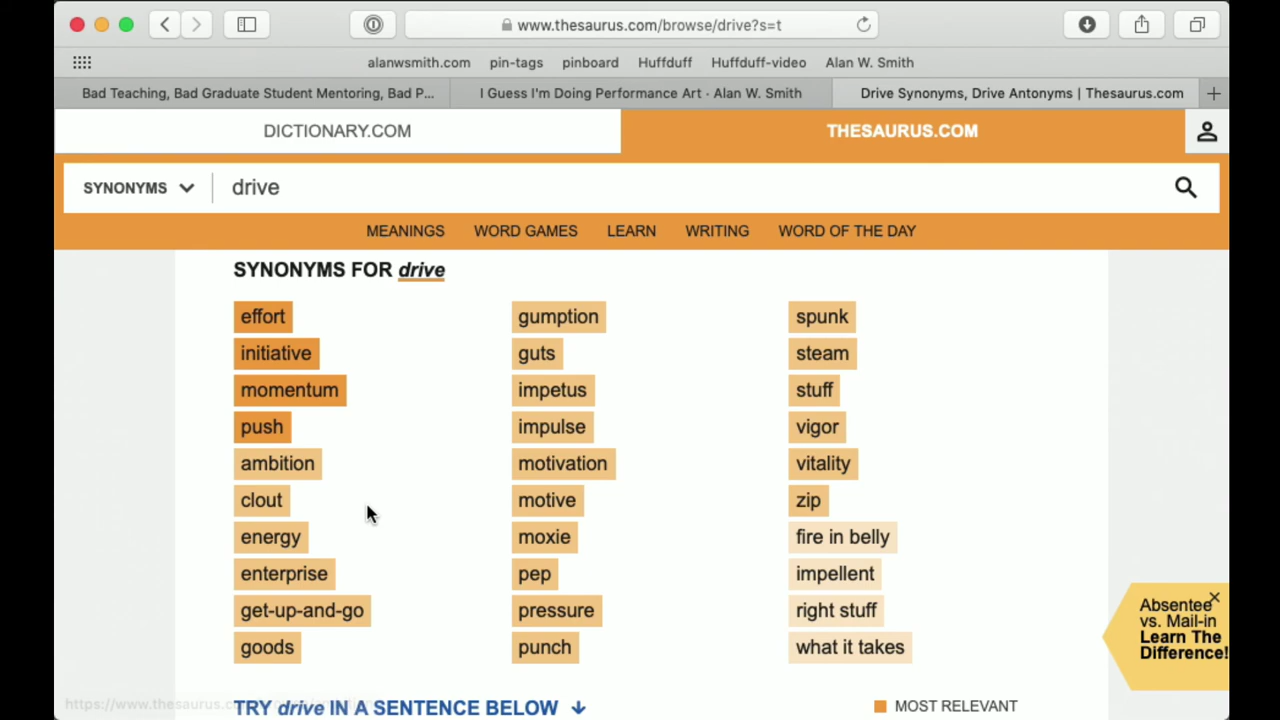 www.thesaurus.com/browse/drive?s=t
alanwsmith.com pin-tags pinboard Huffduff Huffduff-video Alan W. Smith
Bad Teaching, Bad Graduate Student Mentoring, Bad P... I Guess I'm Doing Performance Art · Alan W. Smith Drive Synonyms, Drive Antonyms | Thesaurus.com
DICTIONARY.COM THESAURUS.COM
SYNONYMS drive
MEANINGS WORD GAMES LEARN WRITING WORD OF THE DAY
SYNONYMS FOR drive
effort
initiative
momentum
push
ambition
clout
energy
enterprise
get-up-and-go
goods
gumption
guts
impetus
impulse
motivation
motive
moxie
pep
pressure
punch
spunk
steam
stuff
vigor
vitality
zip
fire in belly
impellent
right stuff
what it takes
Absentee
vs. Mail-in
Learn The
Difference!
https://www.thesaurus.c
TRY drive IN A SENTENCE BELOW
MOST RELEVANT